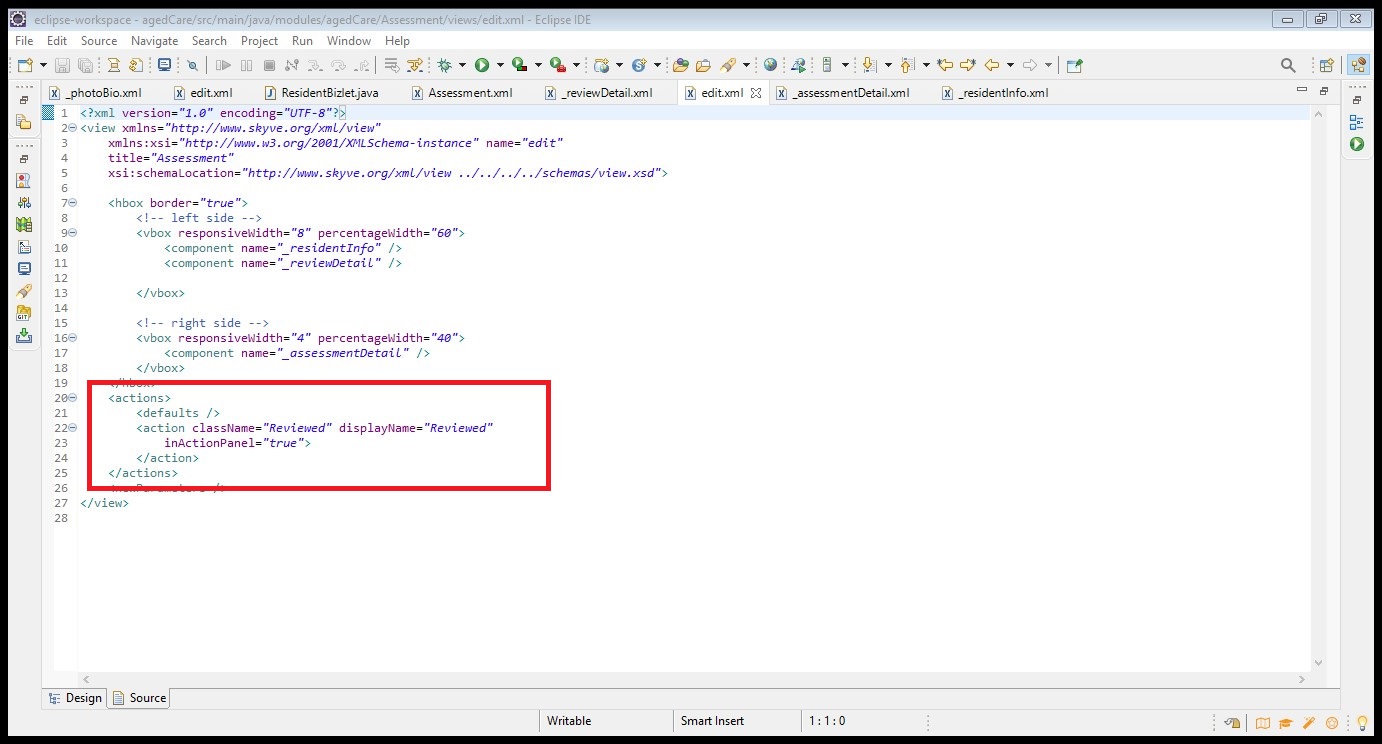 eclipse-workspace - agedCare/src/main/java/modules/agedCare/Assessment/views/edit.xml - Eclipse IDE
File Edit Source Navigate Search Project Run Window Help
_photoBio.xml edit.xml ResidentBizlet.java Assessment.xml _reviewDetail.xml edit.xml _assessmentDetail.xml _residentInfo.xml
1 <?xml version="1.0" encoding="UTF-8"?>
2 <view xmlns="http://www.skyve.org/xml/view"
3 xmlns:xsi="http://www.w3.org/2001/XMLSchema-instance" name="edit"
4 title="Assessment"
5 xsi:schemaLocation="http://www.skyve.org/xml/view ../../../../schemas/view.xsd">
6
7 <hbox border="true">
8 <!-- left side -->
9 <vbox responsiveWidth="8" percentageWidth="60">
10 <component name="_residentInfo" />
11 <component name="_reviewDetail" />
12
13 </vbox>
14
15 <!-- right side -->
16 <vbox responsiveWidth="4" percentageWidth="40">
17 <component name="_assessmentDetail" />
18 </vbox>
19 </hbox>
20 <actions>
21 <defaults />
22 <action className="Reviewed" displayName="Reviewed"
23 inActionPanel="true">
24 </action>
25 </actions>
26
27 </view>
28
Design Source
Writable Smart Insert 1 : 1 : 0